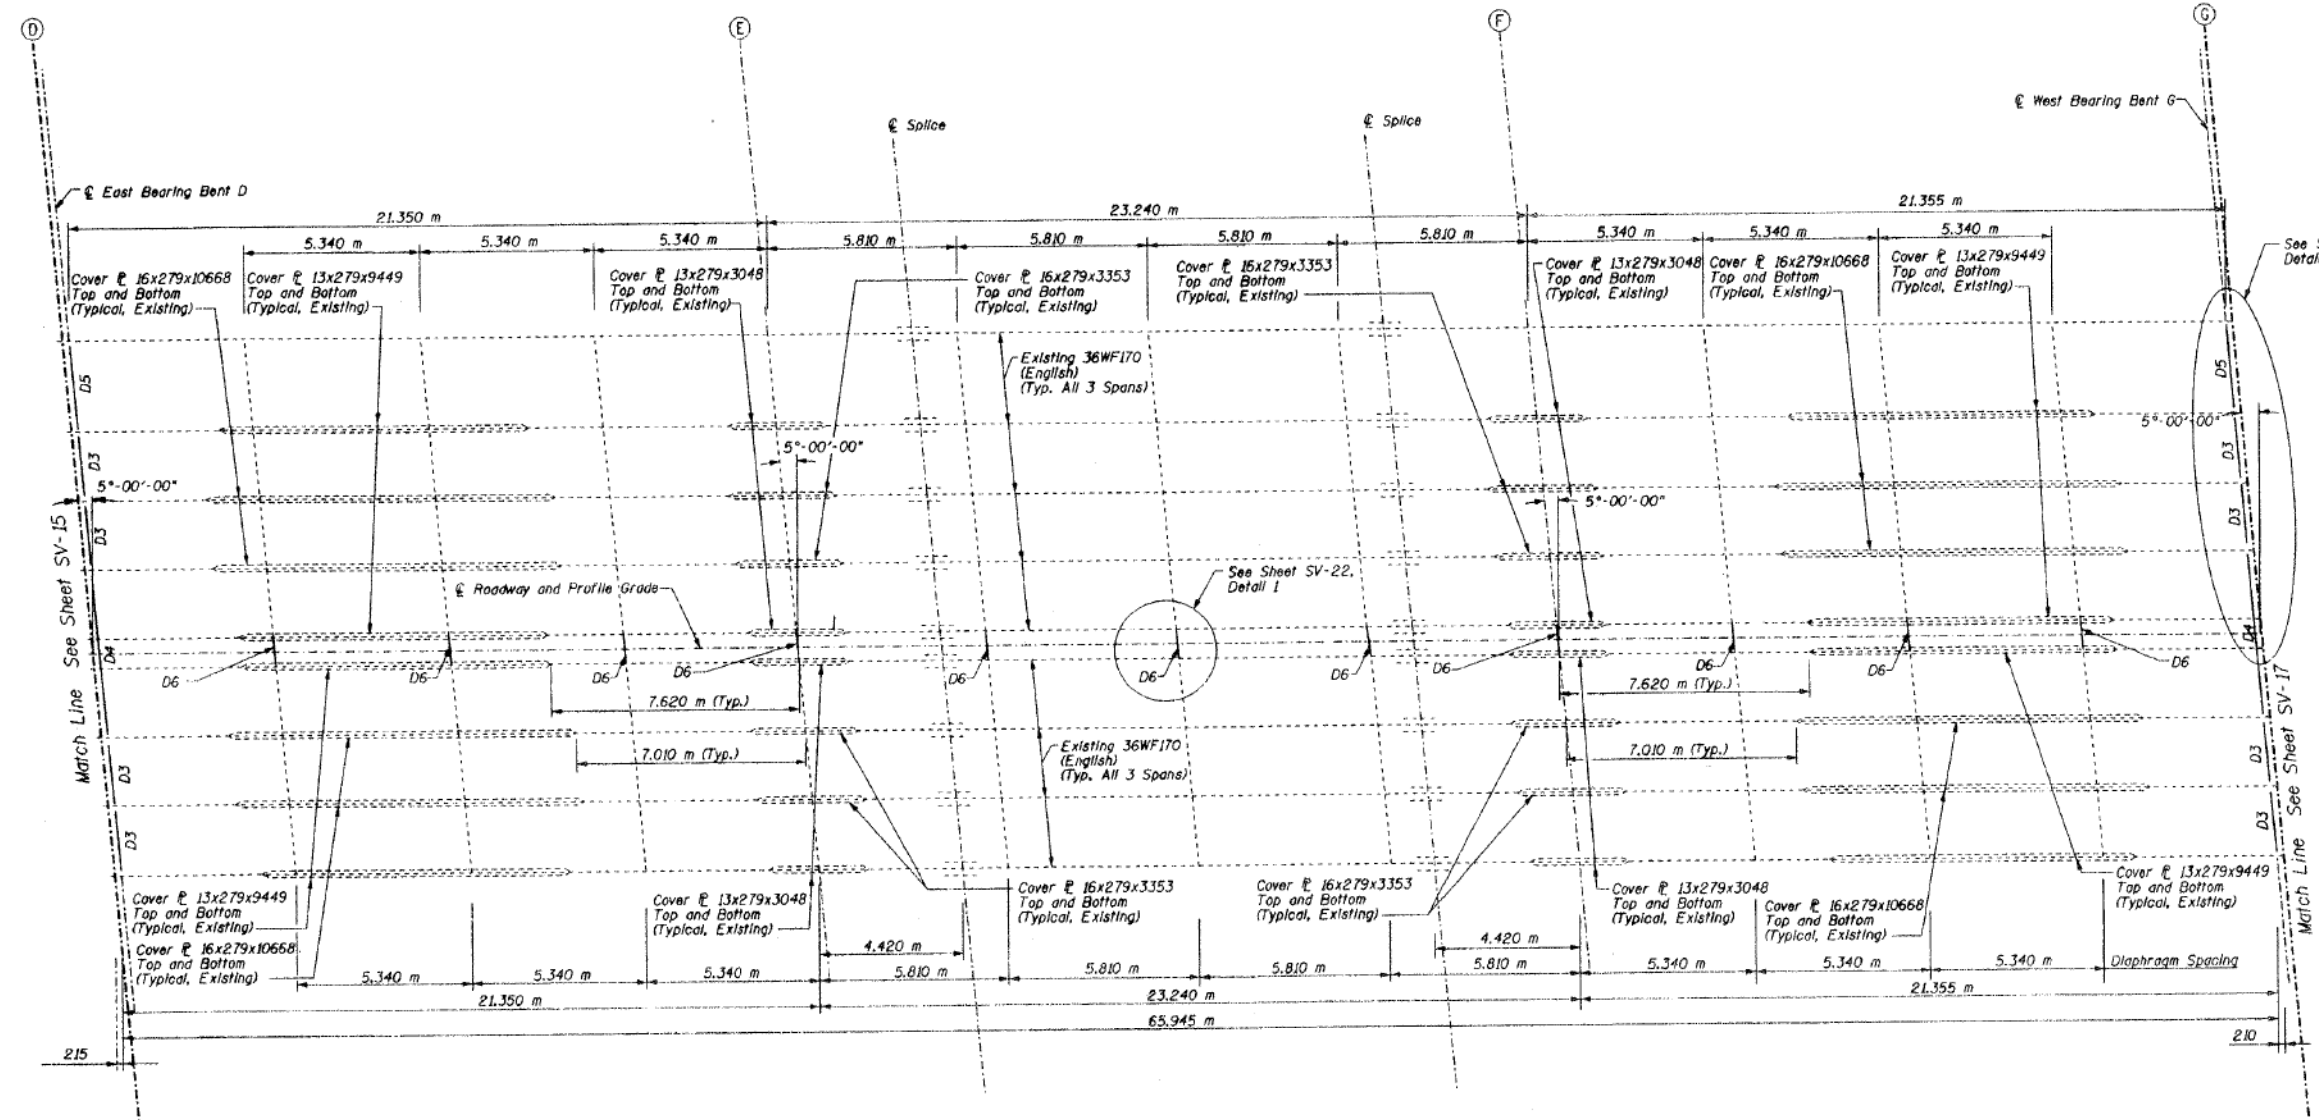 D
E
F
G
℄ West Bearing Bent G
℄ Splice
℄ Splice
℄ East Bearing Bent D
21.350 m
23.240 m
21.355 m
5.340 m
5.340 m
5.340 m
5.810 m
5.810 m
5.810 m
5.810 m
5.340 m
5.340 m
5.340 m
See
Cover ℄ 16x279x10668
Top and Bottom
(Typical, Existing)
Cover ℄ 13x279x9449
Top and Bottom
(Typical, Existing)
Cover ℄ 13x279x3048
Top and Bottom
(Typical, Existing)
Cover ℄ 16x279x3353
Top and Bottom
(Typical, Existing)
Cover ℄ 16x279x3353
Top and Bottom
(Typical, Existing)
Cover ℄ 13x279x3048
Top and Bottom
(Typical, Existing)
Cover ℄ 16x279x10668
Top and Bottom
(Typical, Existing)
Cover ℄ 13x279x9449
Top and Bottom
(Typical, Existing)
Existing 36WF170
(English)
(Typ. All 3 Spans)
D5
D3
D3
D4
D3
D3
D5
D3
D3
D4
D3
D3
5°-00'-00"
5°-00'-00"
5°-00'-00"
5°-00'-00"
Match Line See Sheet SV-15
℄ Roadway and Profile Grade
See Sheet SV-22,
Detail 1
D6
D6
D6
D6
D6
D6
D6
D6
D6
D6
D6
7.620 m (Typ.)
7.620 m (Typ.)
7.010 m (Typ.)
7.010 m (Typ.)
Existing 36WF170
(English)
(Typ. All 3 Spans)
Match Line See Sheet SV-17
Cover ℄ 13x279x9449
Top and Bottom
(Typical, Existing)
Cover ℄ 16x279x10668
Top and Bottom
(Typical, Existing)
Cover ℄ 13x279x3048
Top and Bottom
(Typical, Existing)
Cover ℄ 16x279x3353
Top and Bottom
(Typical, Existing)
Cover ℄ 16x279x3353
Top and Bottom
(Typical, Existing)
Cover ℄ 13x279x3048
Top and Bottom
(Typical, Existing)
Cover ℄ 16x279x10668
Top and Bottom
(Typical, Existing)
Cover ℄ 13x279x9449
Top and Bottom
(Typical, Existing)
4.420 m
4.420 m
5.340 m
5.340 m
5.340 m
5.810 m
5.810 m
5.810 m
5.810 m
5.340 m
5.340 m
5.340 m
Diaphragm Spacing
21.350 m
23.240 m
21.355 m
65.945 m
215
210